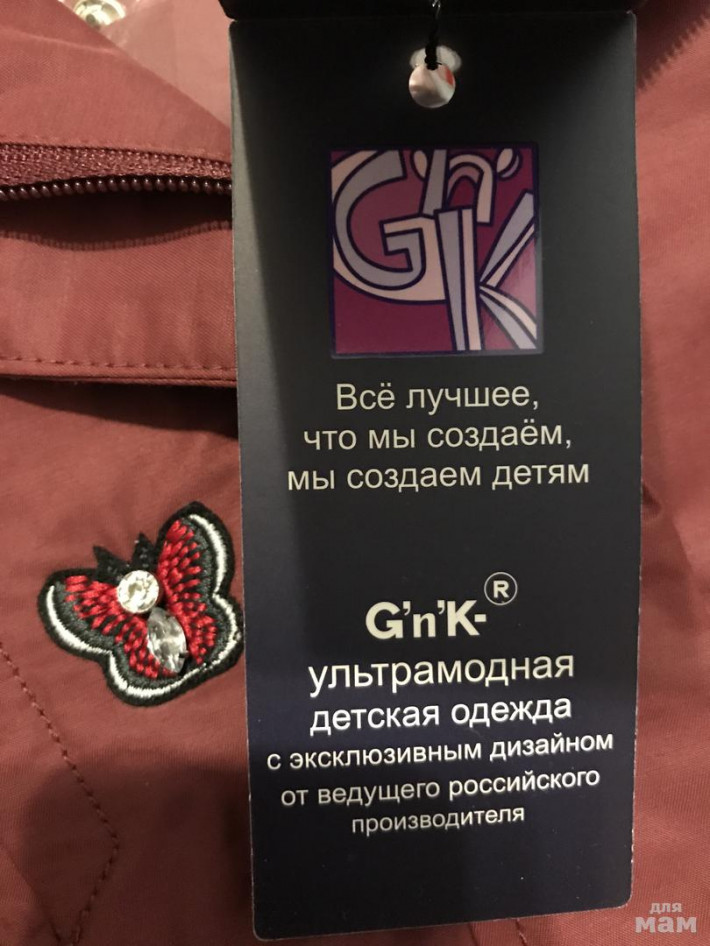 G'n'K
Всё лучшее,
что мы создаём,
мы создаем детям
G'n'K-®
ультрамодная
детская одежда
с эксклюзивным дизайном
от ведущего российского
производителя
для
мам